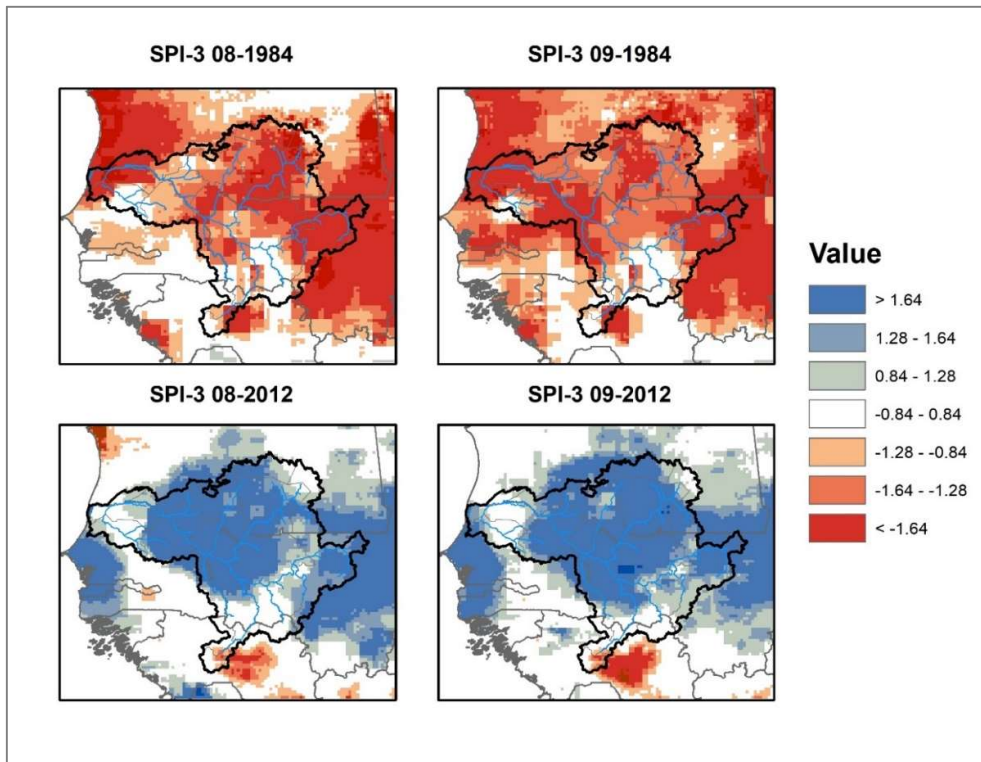 SPI-3 08-1984
SPI-3 09-1984
SPI-3 08-2012
SPI-3 09-2012
Value
> 1.64
1.28 - 1.64
0.84 - 1.28
-0.84 - 0.84
-1.28 - -0.84
-1.64 - -1.28
< -1.64